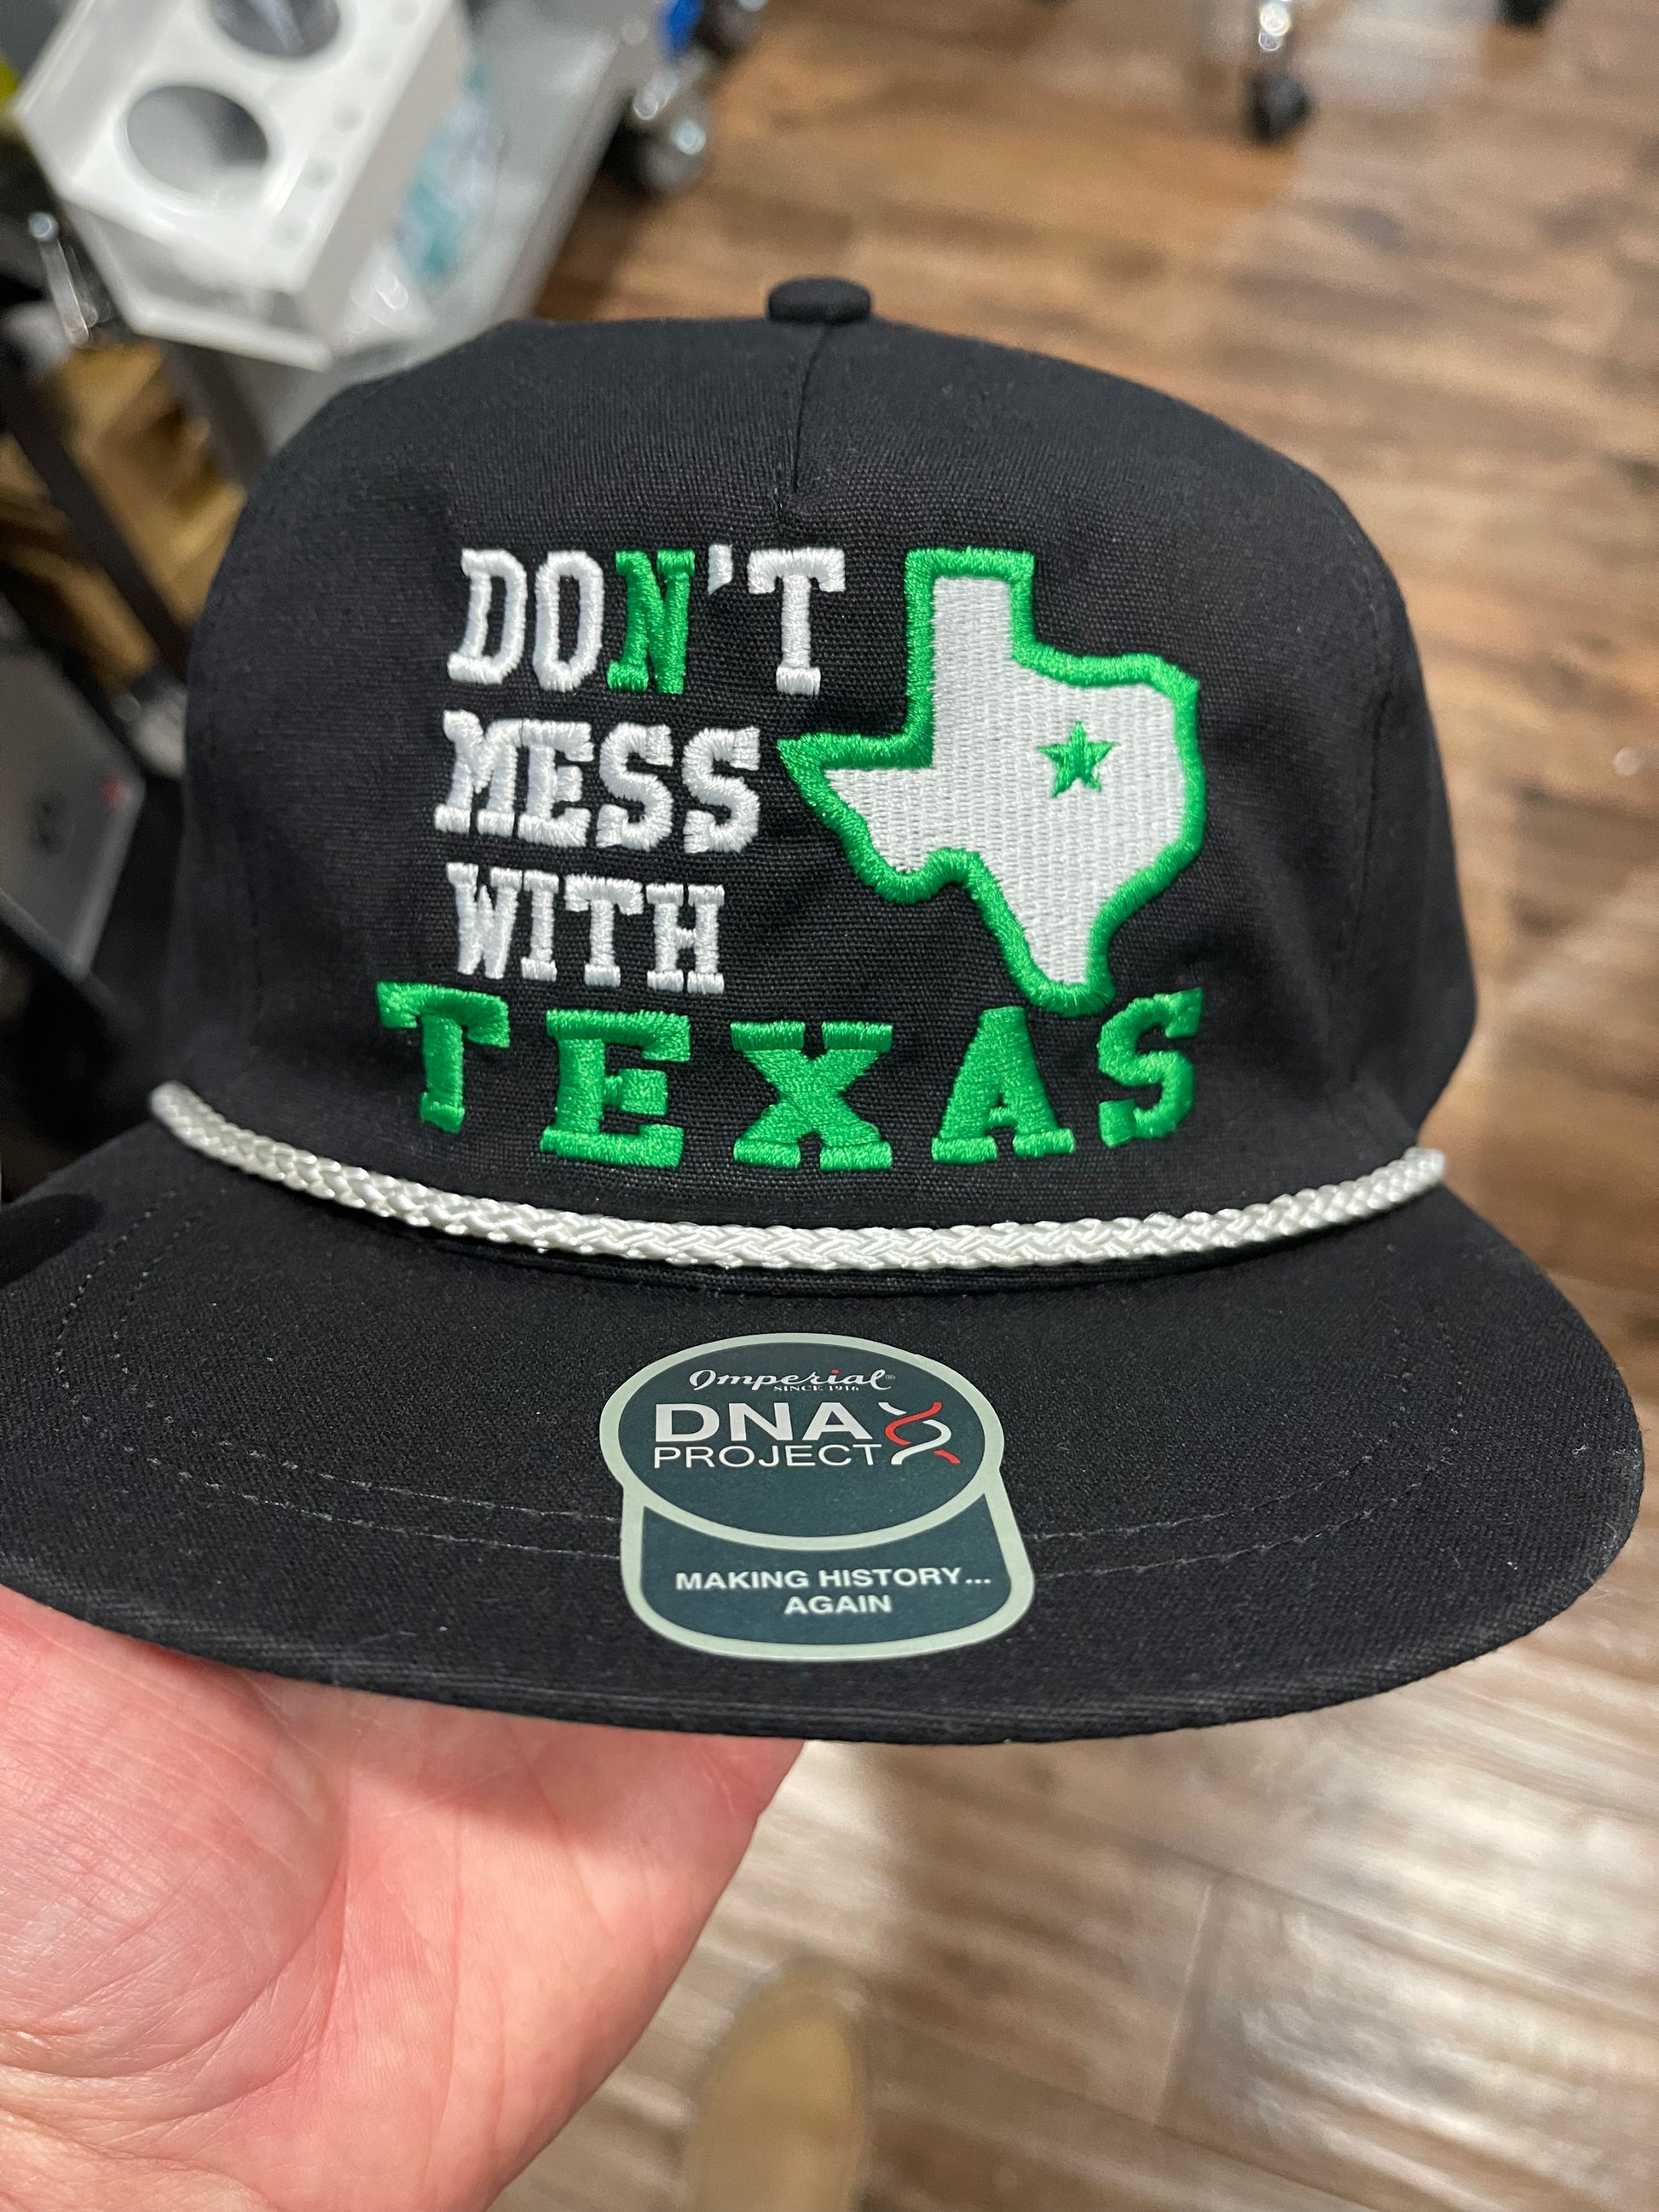 DON'T
MESS
WITH
TEXAS
Imperial®
SINCE 1916
DNA
PROJECT
MAKING HISTORY...
AGAIN